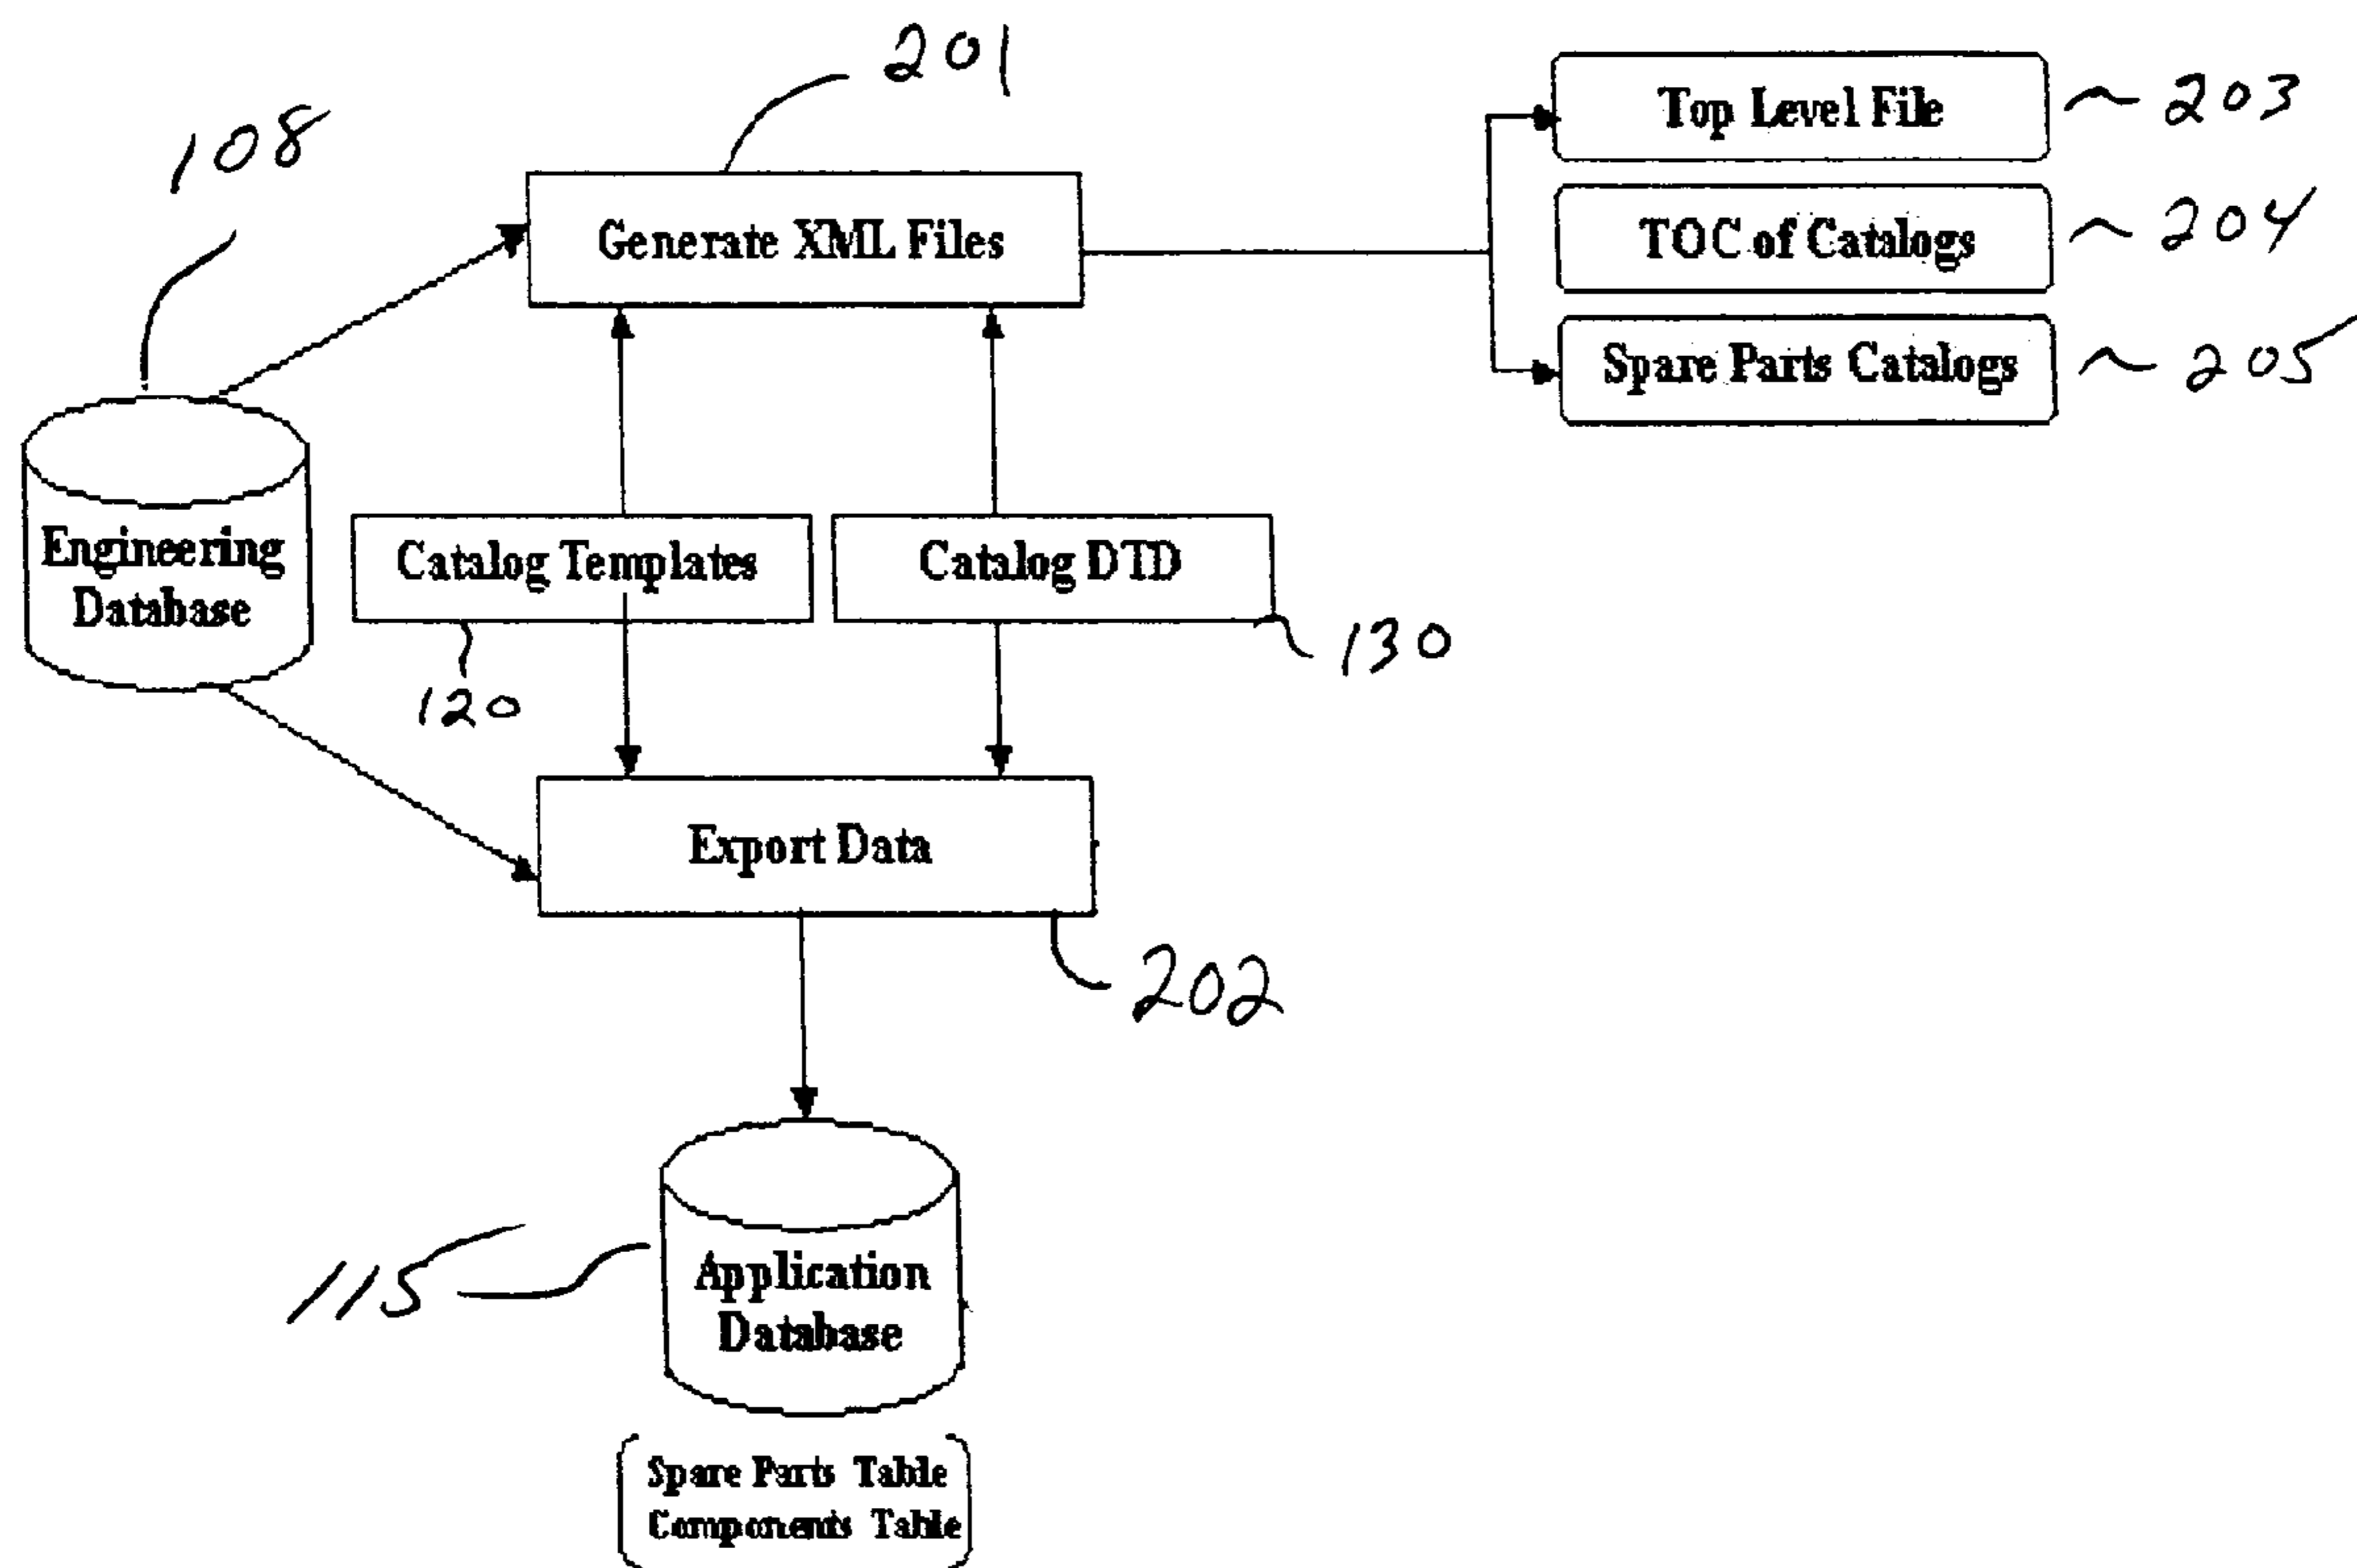 201
Top Level File
203
108
Generate XML Files
TOC of Catalogs
204
Spare Parts Catalogs
205
Engineering
Database
Catalog Templates
Catalog DTD
120
130
Export Data
202
Application
Database
115
Spare Parts Table
Components Table